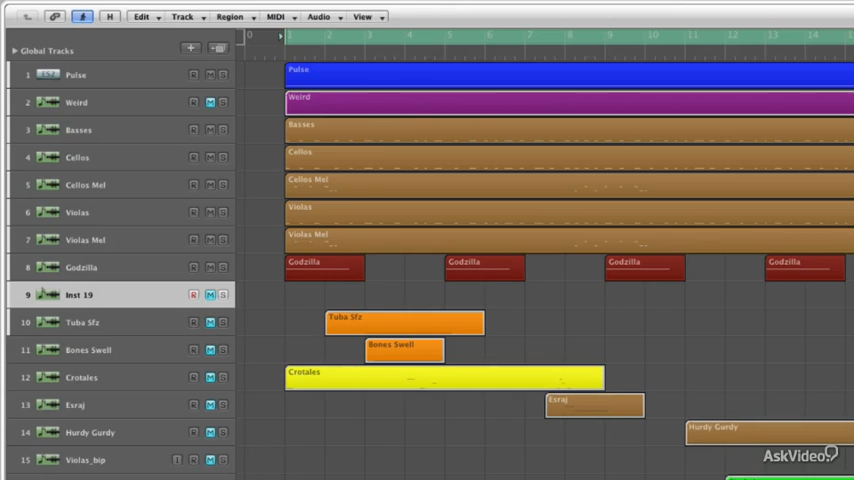 H Edit Track Region MIDI Audio View
0 1 2 3 4 5 6 7 8 9 10 11 12 13 14 15
Global Tracks
1 ES2 Pulse R M S Pulse
2 Weird R M S Weird
3 Basses R M S Basses
4 Cellos R M S Cellos
5 Cellos Mel R M S Cellos Mel
6 Violas R M S Violas
7 Violas Mel R M S Violas Mel
8 Godzilla R M S Godzilla Godzilla Godzilla Godzilla
9 Inst 19 R M S
10 Tuba Sfz R M S Tuba Sfz
11 Bones Swell R M S Bones Swell
12 Crotales R M S Crotales
13 Esraj R M S Esraj
14 Hurdy Gurdy R M S Hurdy Gurdy
15 Violas_bip I R M S
AskVideo